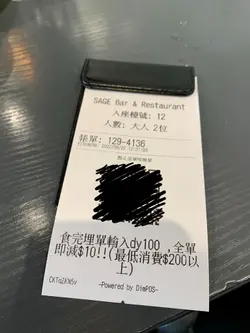 SAGE Bar & Restaurant
入座檯號: 12
人數: 大人 2位
帳單: 129-4136
食完埋單輸入dy100 ,全單
即減$10!!(最低消費$200以
上)
CKTqZKN5v
-Powered by DimPOS-